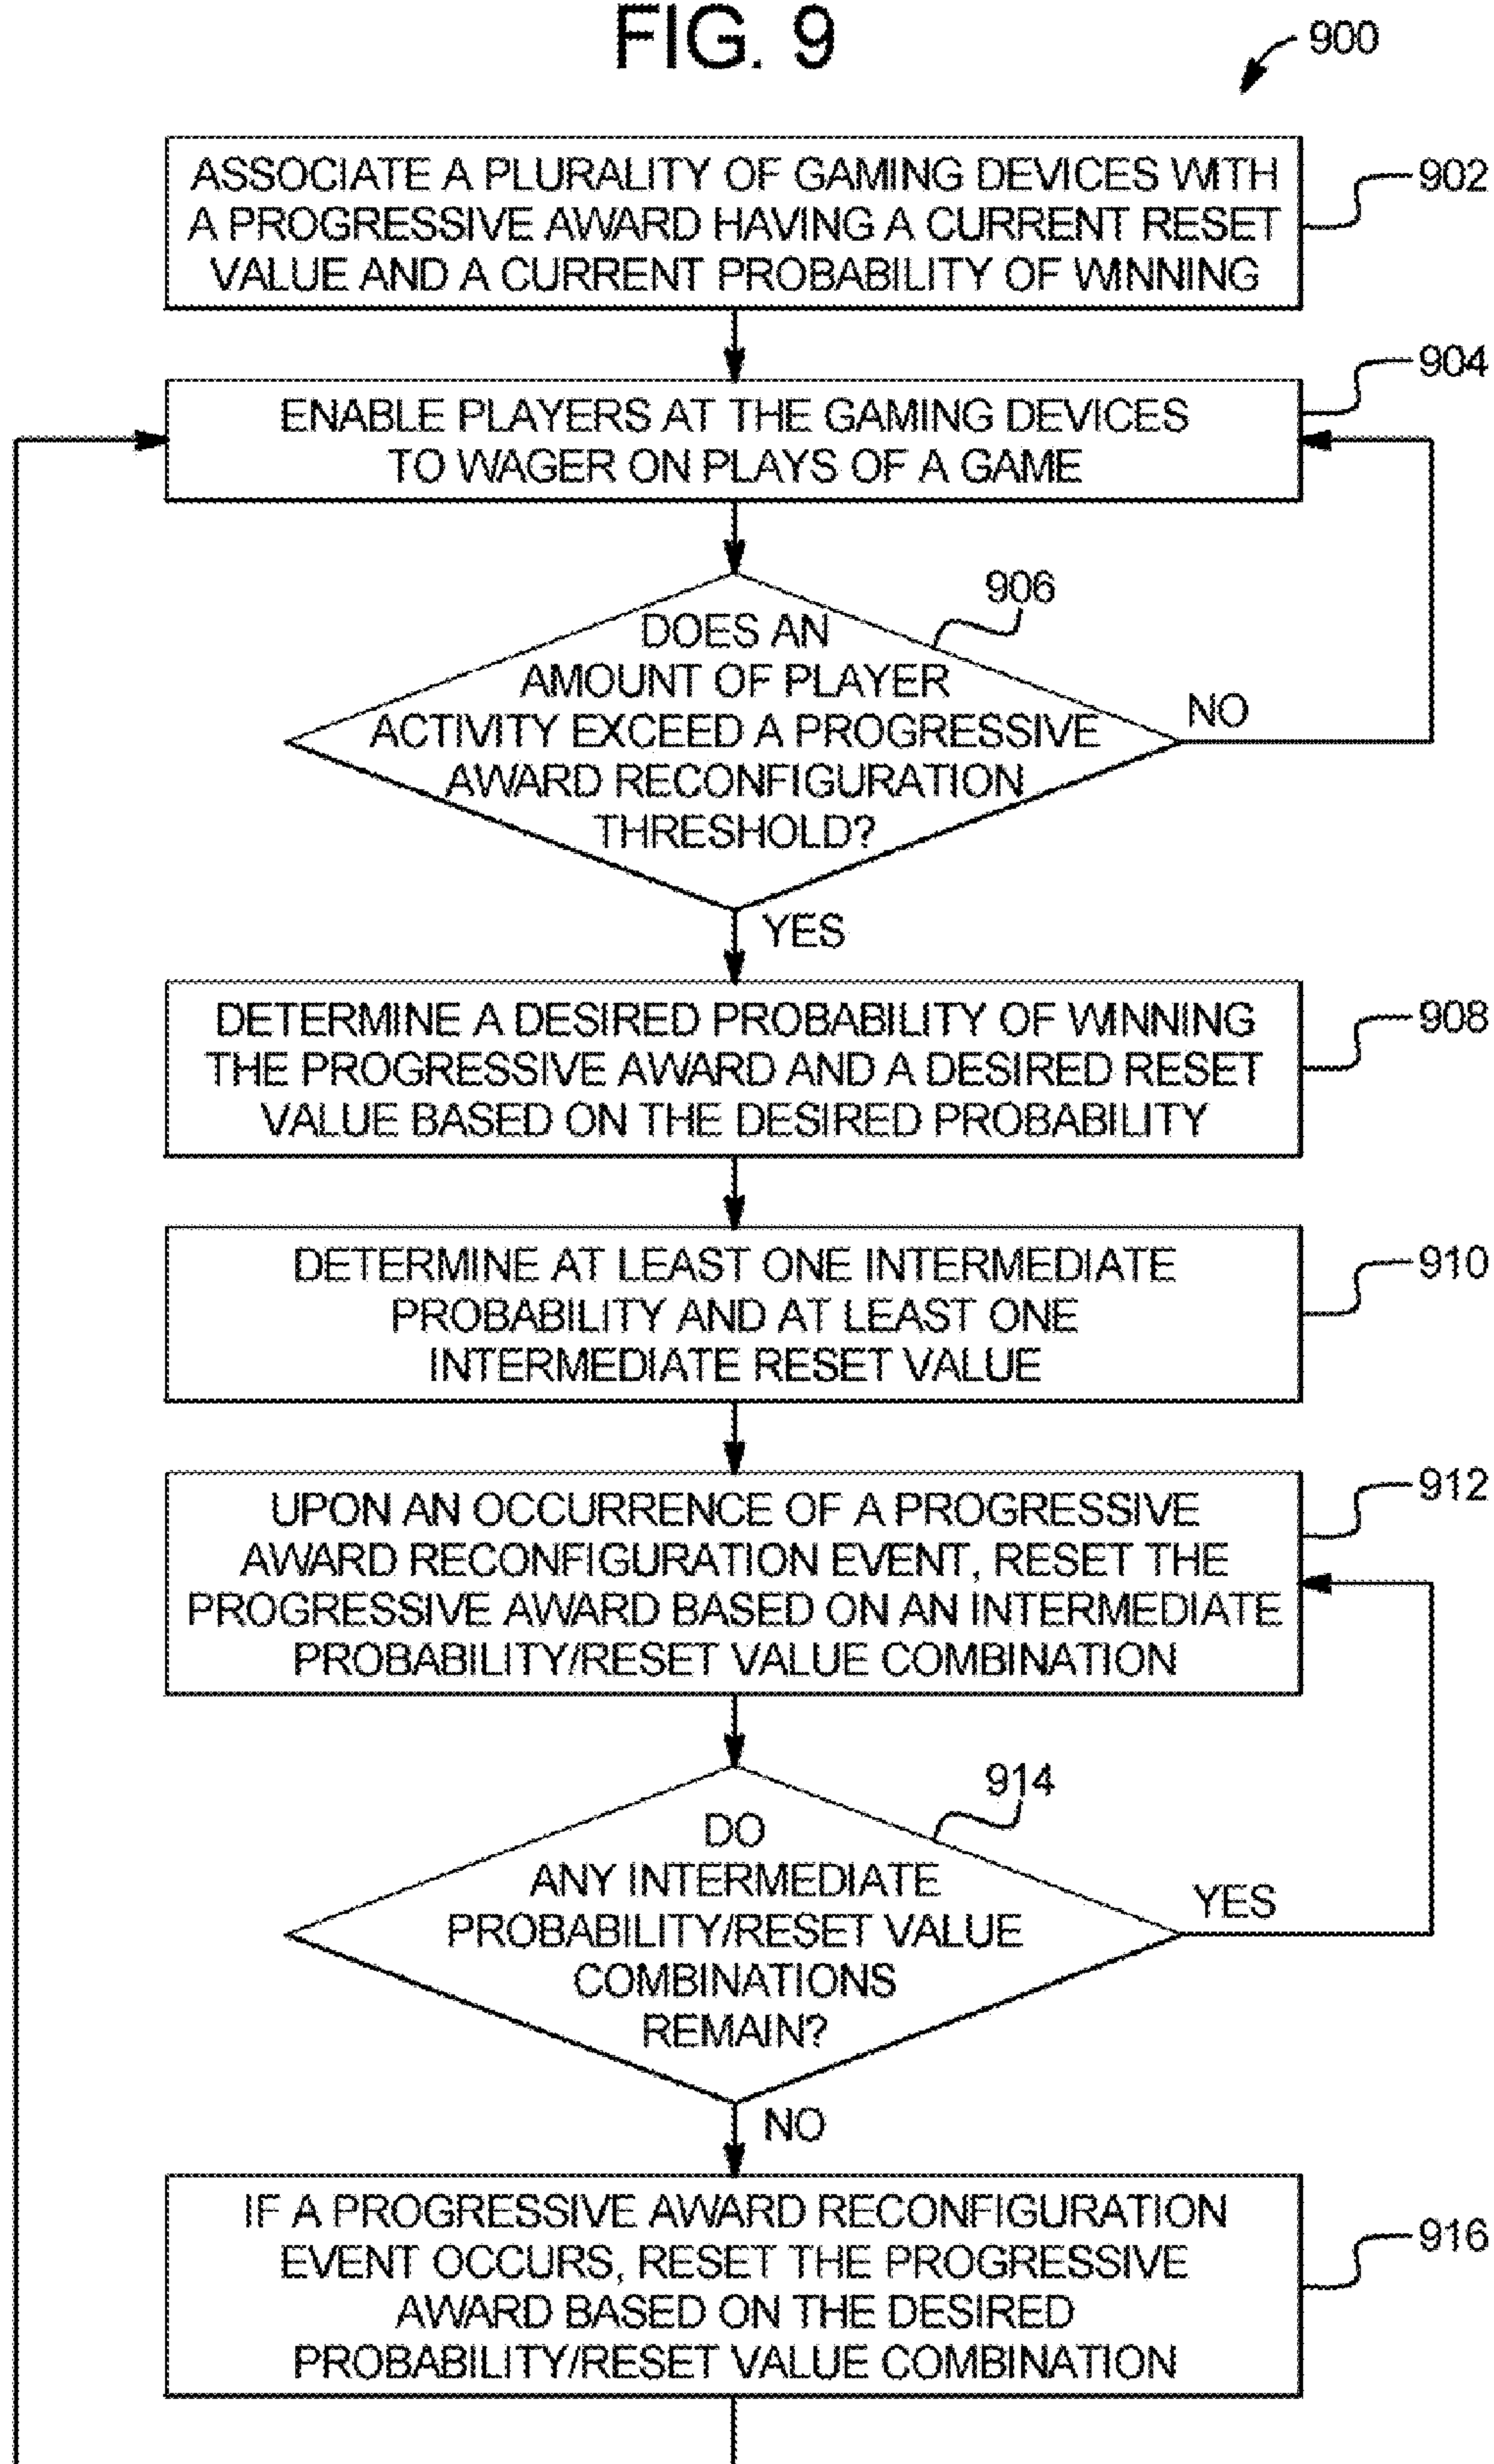 FIG. 9
900
ASSOCIATE A PLURALITY OF GAMING DEVICES WITH
A PROGRESSIVE AWARD HAVING A CURRENT RESET
VALUE AND A CURRENT PROBABILITY OF WINNING
902
ENABLE PLAYERS AT THE GAMING DEVICES
TO WAGER ON PLAYS OF A GAME
904
DOES AN
AMOUNT OF PLAYER
ACTIVITY EXCEED A PROGRESSIVE
AWARD RECONFIGURATION
THRESHOLD?
906
NO
YES
DETERMINE A DESIRED PROBABILITY OF WINNING
THE PROGRESSIVE AWARD AND A DESIRED RESET
VALUE BASED ON THE DESIRED PROBABILITY
908
DETERMINE AT LEAST ONE INTERMEDIATE
PROBABILITY AND AT LEAST ONE
INTERMEDIATE RESET VALUE
910
UPON AN OCCURRENCE OF A PROGRESSIVE
AWARD RECONFIGURATION EVENT, RESET THE
PROGRESSIVE AWARD BASED ON AN INTERMEDIATE
PROBABILITY/RESET VALUE COMBINATION
912
DO
ANY INTERMEDIATE
PROBABILITY/RESET VALUE
COMBINATIONS
REMAIN?
914
YES
NO
IF A PROGRESSIVE AWARD RECONFIGURATION
EVENT OCCURS, RESET THE PROGRESSIVE
AWARD BASED ON THE DESIRED
PROBABILITY/RESET VALUE COMBINATION
916